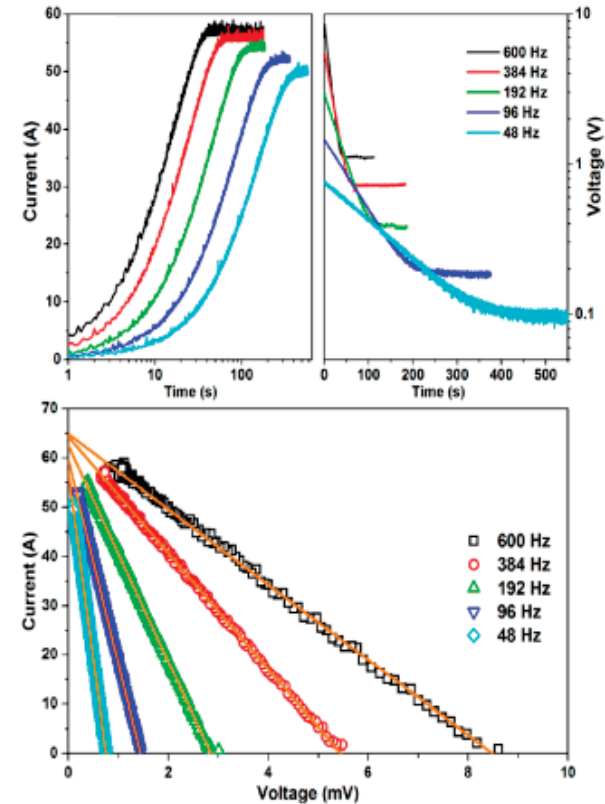 60
50
40
30
20
10
0
Current (A)
1
10
100
Time (s)
600 Hz
384 Hz
192 Hz
96 Hz
48 Hz
10
1
0.1
Voltage (V)
0
100
200
300
400
500
Time (s)
70
60
50
40
30
20
10
0
Current (A)
600 Hz
384 Hz
192 Hz
96 Hz
48 Hz
0
2
4
6
8
10
Voltage (mV)